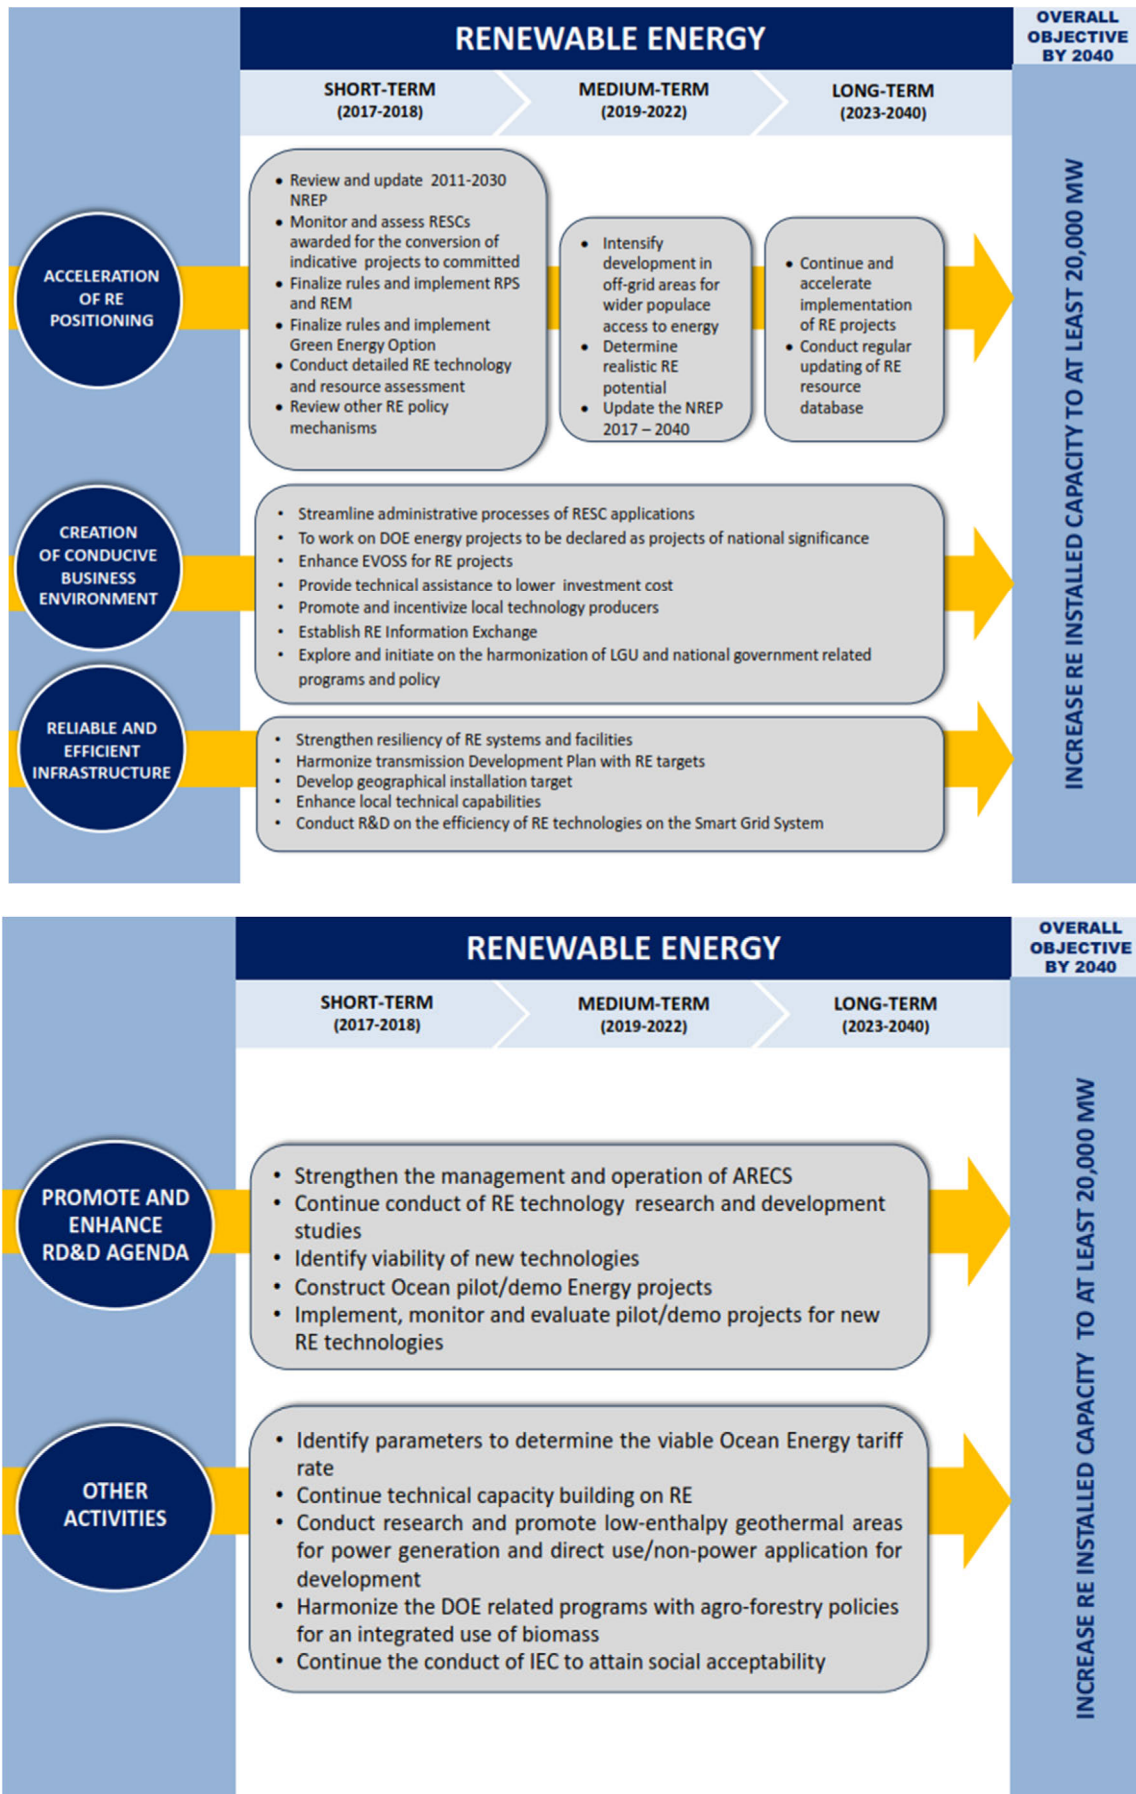 RENEWABLE ENERGY
OVERALL
OBJECTIVE
BY 2040
SHORT-TERM
(2017-2018)
MEDIUM-TERM
(2019-2022)
LONG-TERM
(2023-2040)
ACCELERATION
OF RE
POSITIONING
• Review and update 2011-2030
NREP
• Monitor and assess RESCs
awarded for the conversion of
indicative projects to committed
• Finalize rules and implement RPS
and REM
• Finalize rules and implement
Green Energy Option
• Conduct detailed RE technology
and resource assessment
• Review other RE policy
mechanisms
• Intensify
development in
off-grid areas for
wider populace
access to energy
• Determine
realistic RE
potential
• Update the NREP
2017 – 2040
• Continue and
accelerate
implementation
of RE projects
• Conduct regular
updating of RE
resource
database
CREATION
OF CONDUCIVE
BUSINESS
ENVIRONMENT
• Streamline administrative processes of RESC applications
• To work on DOE energy projects to be declared as projects of national significance
• Enhance EVOSS for RE projects
• Provide technical assistance to lower investment cost
• Promote and incentivize local technology producers
• Establish RE Information Exchange
• Explore and initiate on the harmonization of LGU and national government related
programs and policy
RELIABLE AND
EFFICIENT
INFRASTRUCTURE
• Strengthen resiliency of RE systems and facilities
• Harmonize transmission Development Plan with RE targets
• Develop geographical installation target
• Enhance local technical capabilities
• Conduct R&D on the efficiency of RE technologies on the Smart Grid System
INCREASE RE INSTALLED CAPACITY TO AT LEAST 20,000 MW
RENEWABLE ENERGY
OVERALL
OBJECTIVE
BY 2040
SHORT-TERM
(2017-2018)
MEDIUM-TERM
(2019-2022)
LONG-TERM
(2023-2040)
PROMOTE AND
ENHANCE
RD&D AGENDA
• Strengthen the management and operation of ARECS
• Continue conduct of RE technology research and development
studies
• Identify viability of new technologies
• Construct Ocean pilot/demo Energy projects
• Implement, monitor and evaluate pilot/demo projects for new
RE technologies
OTHER
ACTIVITIES
• Identify parameters to determine the viable Ocean Energy tariff
rate
• Continue technical capacity building on RE
• Conduct research and promote low-enthalpy geothermal areas
for power generation and direct use/non-power application for
development
• Harmonize the DOE related programs with agro-forestry policies
for an integrated use of biomass
• Continue the conduct of IEC to attain social acceptability
INCREASE RE INSTALLED CAPACITY TO AT LEAST 20,000 MW